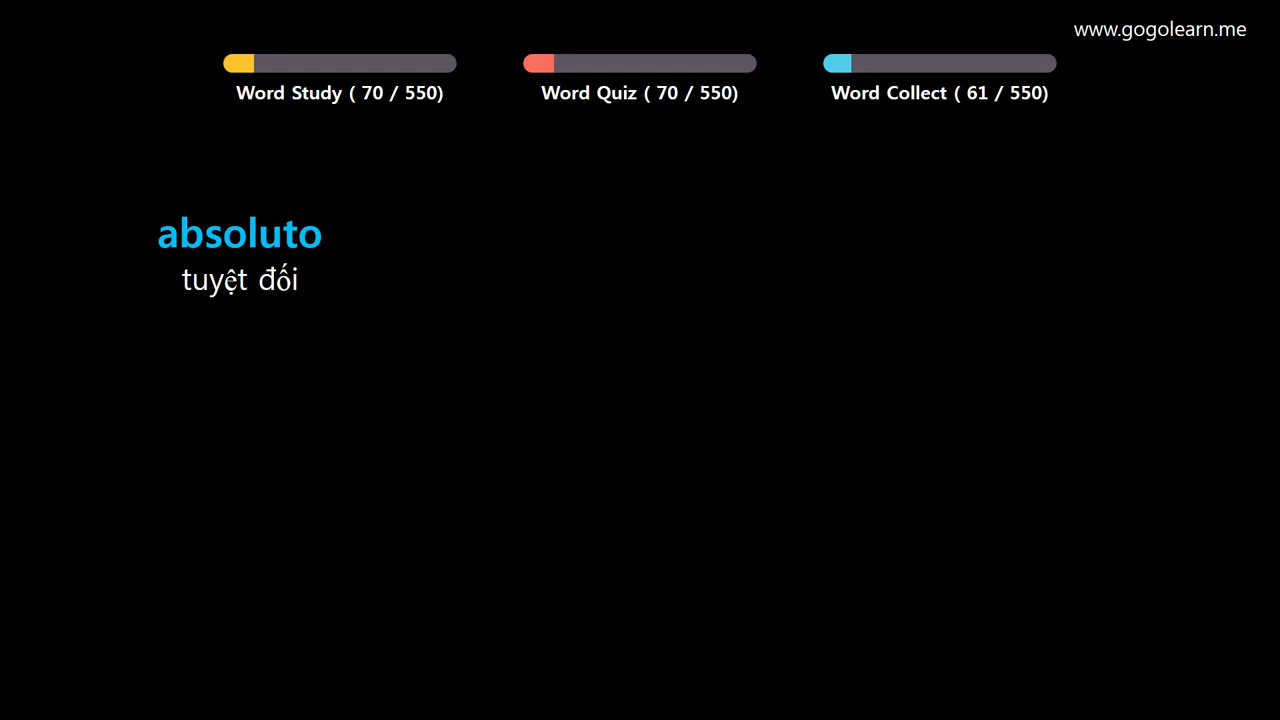 www.gogolearn.me
Word Study ( 70 / 550)
Word Quiz ( 70 / 550)
Word Collect ( 61 / 550)
absoluto
tuyệt đối